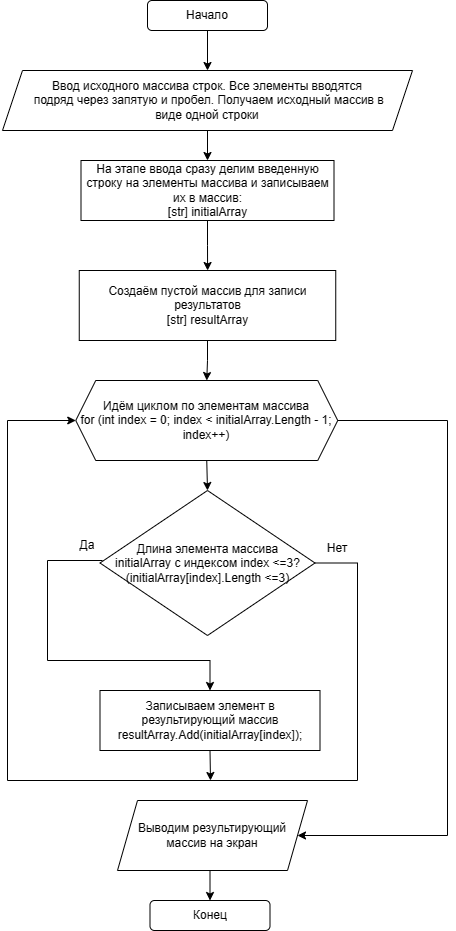 Начало
Ввод исходного массива строк. Все элементы вводятся
подряд через запятую и пробел. Получаем исходный массив в
виде одной строки
На этапе ввода сразу делим введенную
строку на элементы массива и записываем
их в массив:
[str] initialArray
Создаём пустой массив для записи
результатов
[str] resultArray
Идём циклом по элементам массива
for (int index = 0; index < initialArray.Length - 1;
index++)
Да
Нет
Длина элемента массива
initialArray с индексом index <=3?
(initialArray[index].Length <=3)
Записываем элемент в
результирующий массив
resultArray.Add(initialArray[index]);
Выводим результирующий
массив на экран
Конец